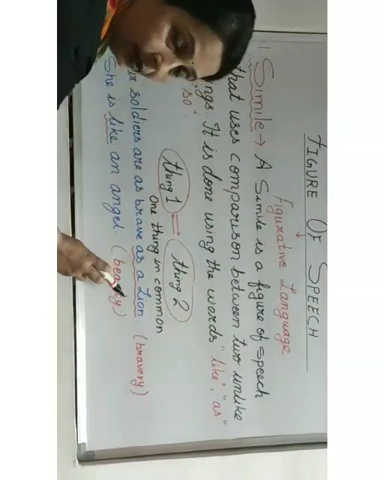 FIGURE OF SPEECH
Figurative Language
1. Simile → A Simile is a figure of speech
that uses comparison between two unlike
ngs. It is done using the words "like", "as"
"so"
thing 1 = thing 2
One thing in common
soldiers are as brave as a Lion (bravery)
She is like an angel (beauty)